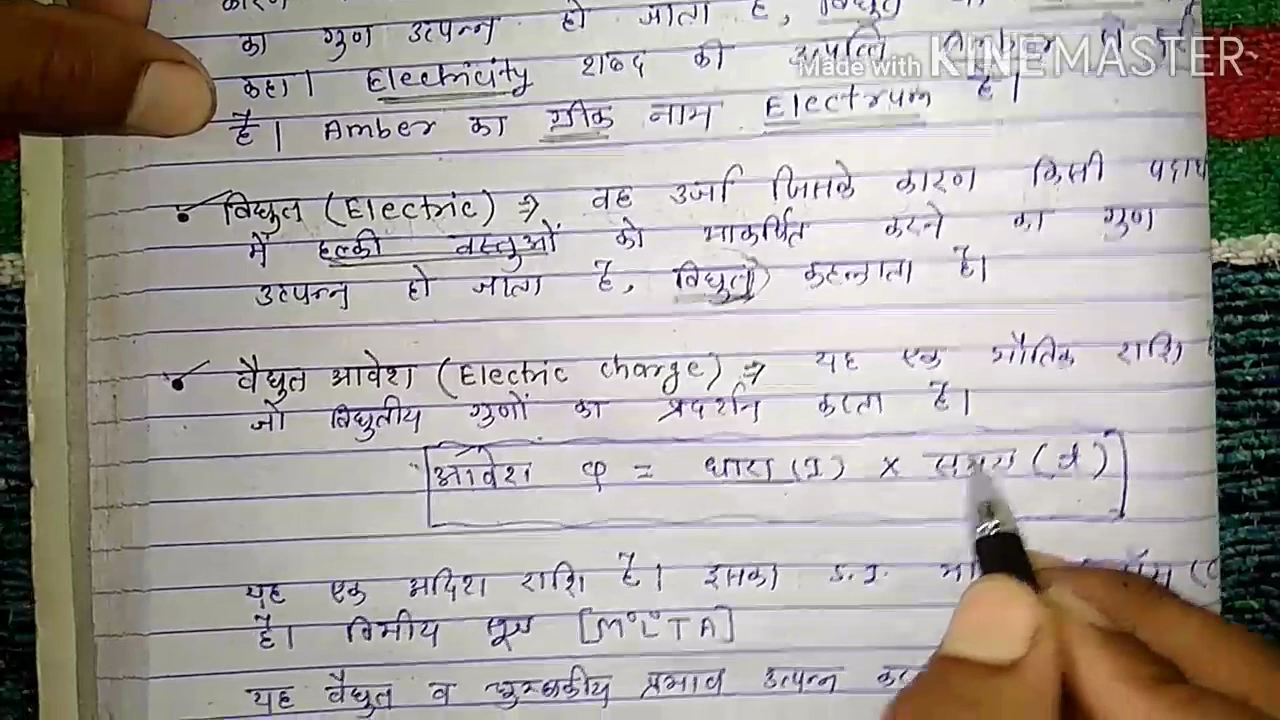 कारण
का गुण उत्पन्न हो जाता है, विद्युत
कहा। Electricity शब्द की उत्पत्ति Amber से हुई
है। Amber का ग्रीक नाम Electrum है।
Made with KINEMASTER
विधुत (Electric) ⇒ वह उर्जा जिसके कारण किसी पदार्थ
में हल्की वस्तुओं को आकर्षित करने का गुण
उत्पन्न हो जाता है, विधुत कहलाता है।
वैधुत आवेश (Electric charge) ⇒ यह एक भौतिक राशि
जो विधुतीय गुणों का प्रदर्शन करता है।
आवेश q = धारा (I) × समय (t)
यह एक अदिश राशि है। इसका S.I.
है। विमीय सूत्र [M°L°TA]
यह वैधुत व चुम्बकीय प्रभाव उत्पन्न